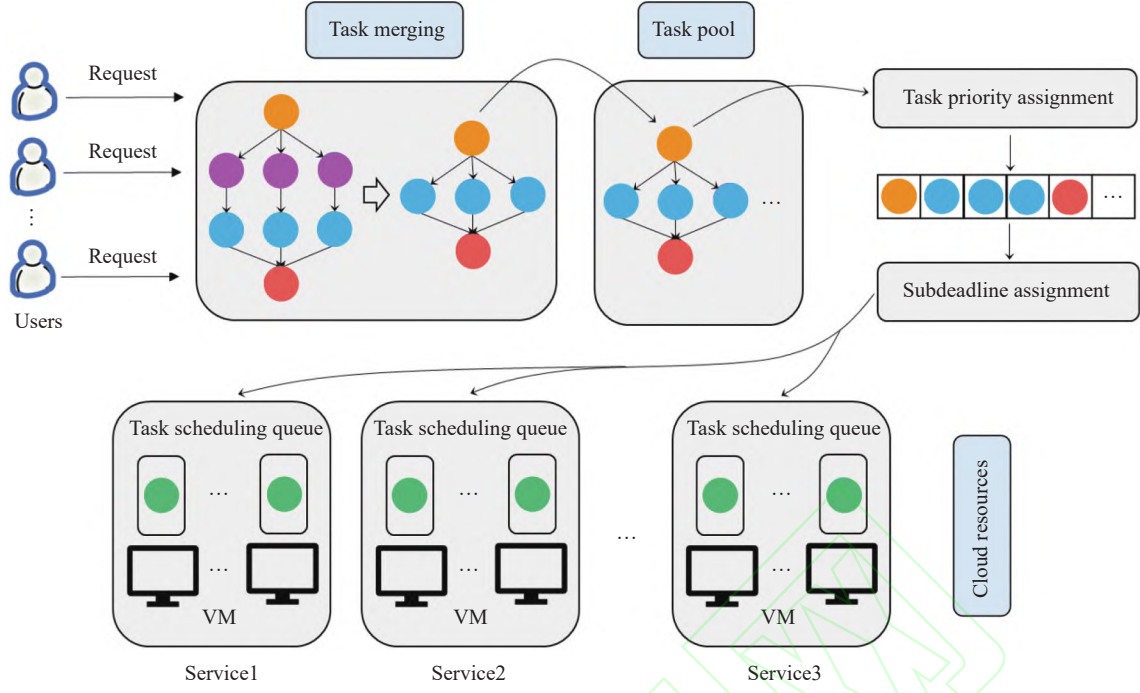 Task merging
Task pool
Request
Request
⋮
Request
Users
Task priority assignment
...
...
Subdeadline assignment
Task scheduling queue
...
...
VM
Service1
Task scheduling queue
...
...
VM
Service2
...
Task scheduling queue
...
...
VM
Service3
Cloud resources